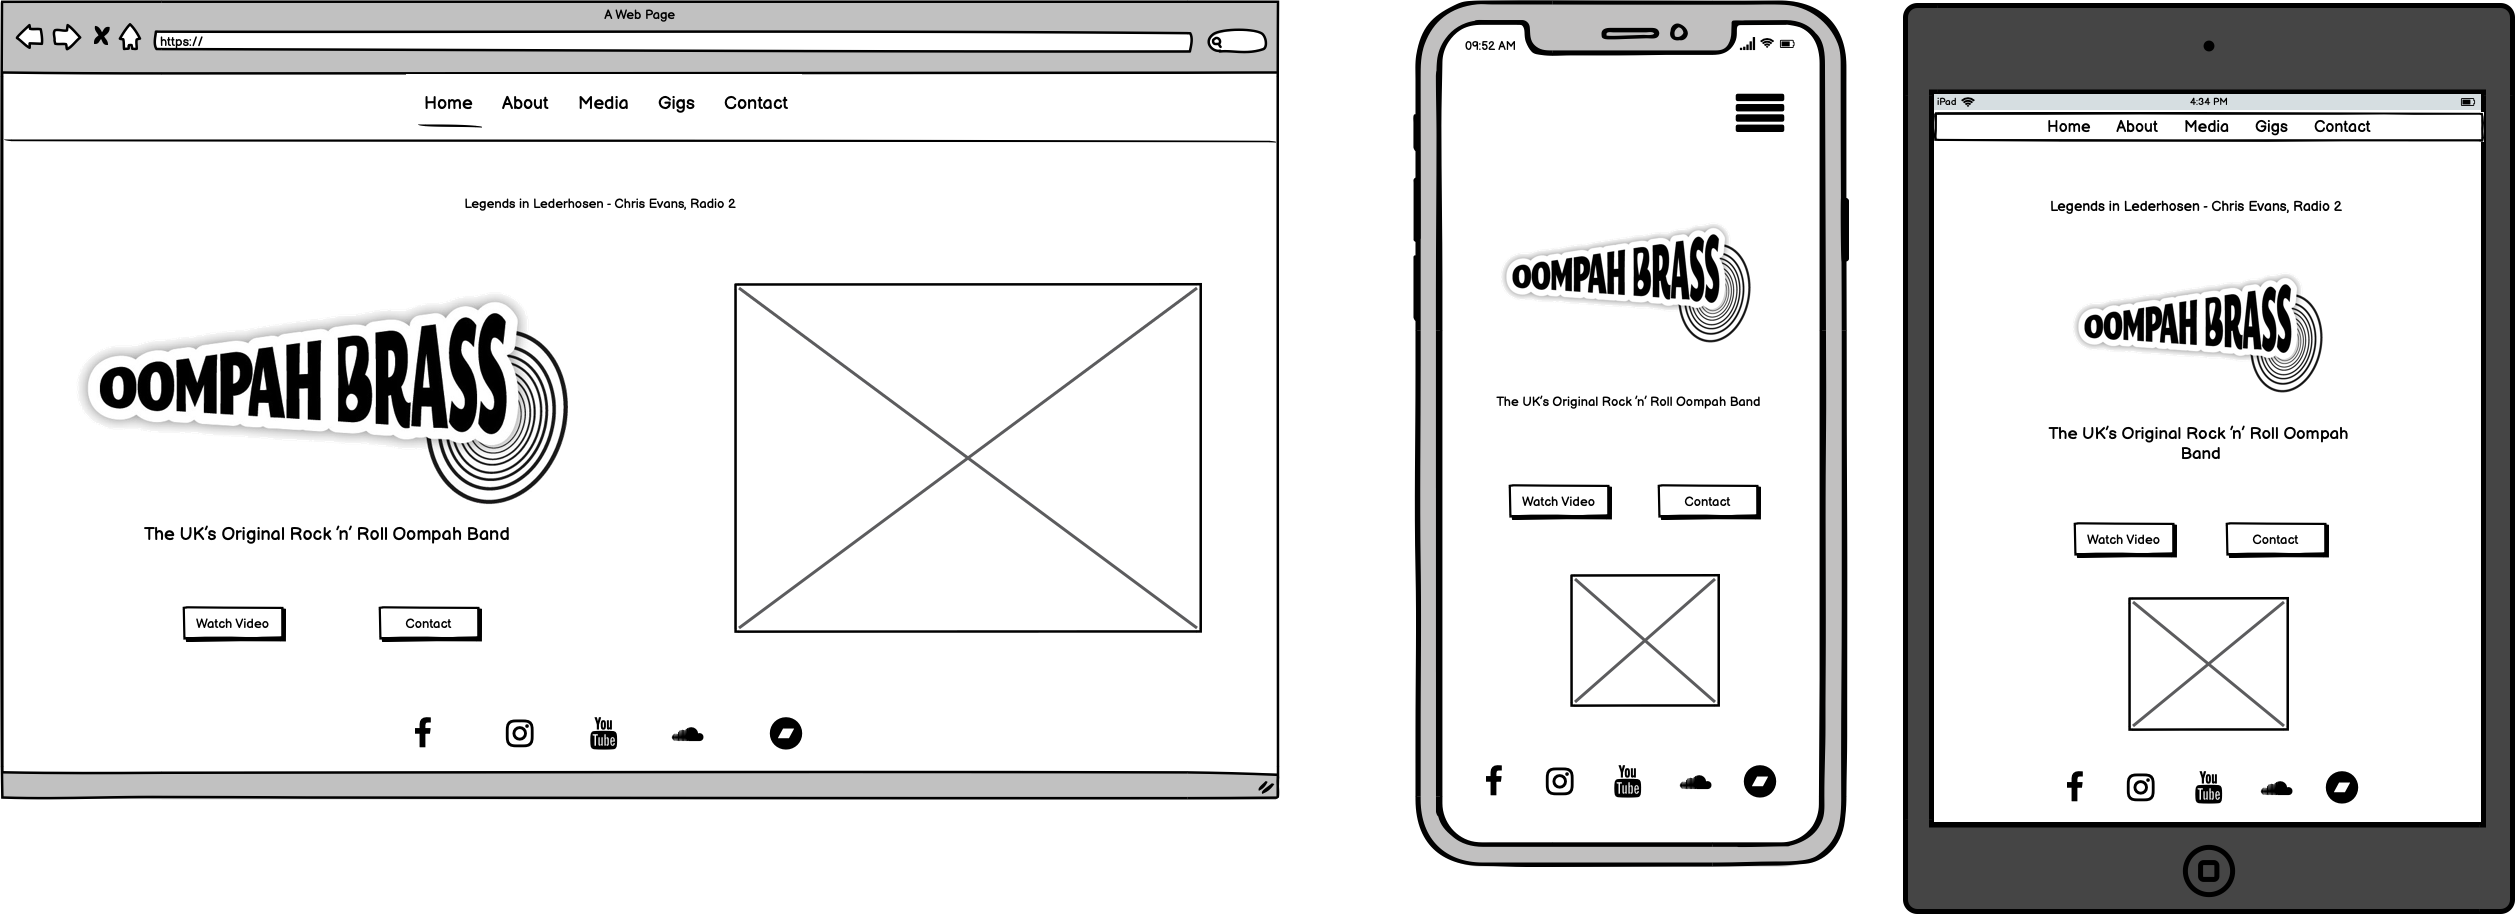 A Web Page
https://
Home About Media Gigs Contact
Legends in Lederhosen - Chris Evans, Radio 2
OOMPAH BRASS
The UK's Original Rock 'n' Roll Oompah Band
Watch Video Contact
You
Tube
09:52 AM
OOMPAH BRASS
The UK's Original Rock 'n' Roll Oompah Band
Watch Video Contact
You
Tube
iPad 4:34 PM
Home About Media Gigs Contact
Legends in Lederhosen - Chris Evans, Radio 2
OOMPAH BRASS
The UK's Original Rock 'n' Roll Oompah
Band
Watch Video Contact
You
Tube